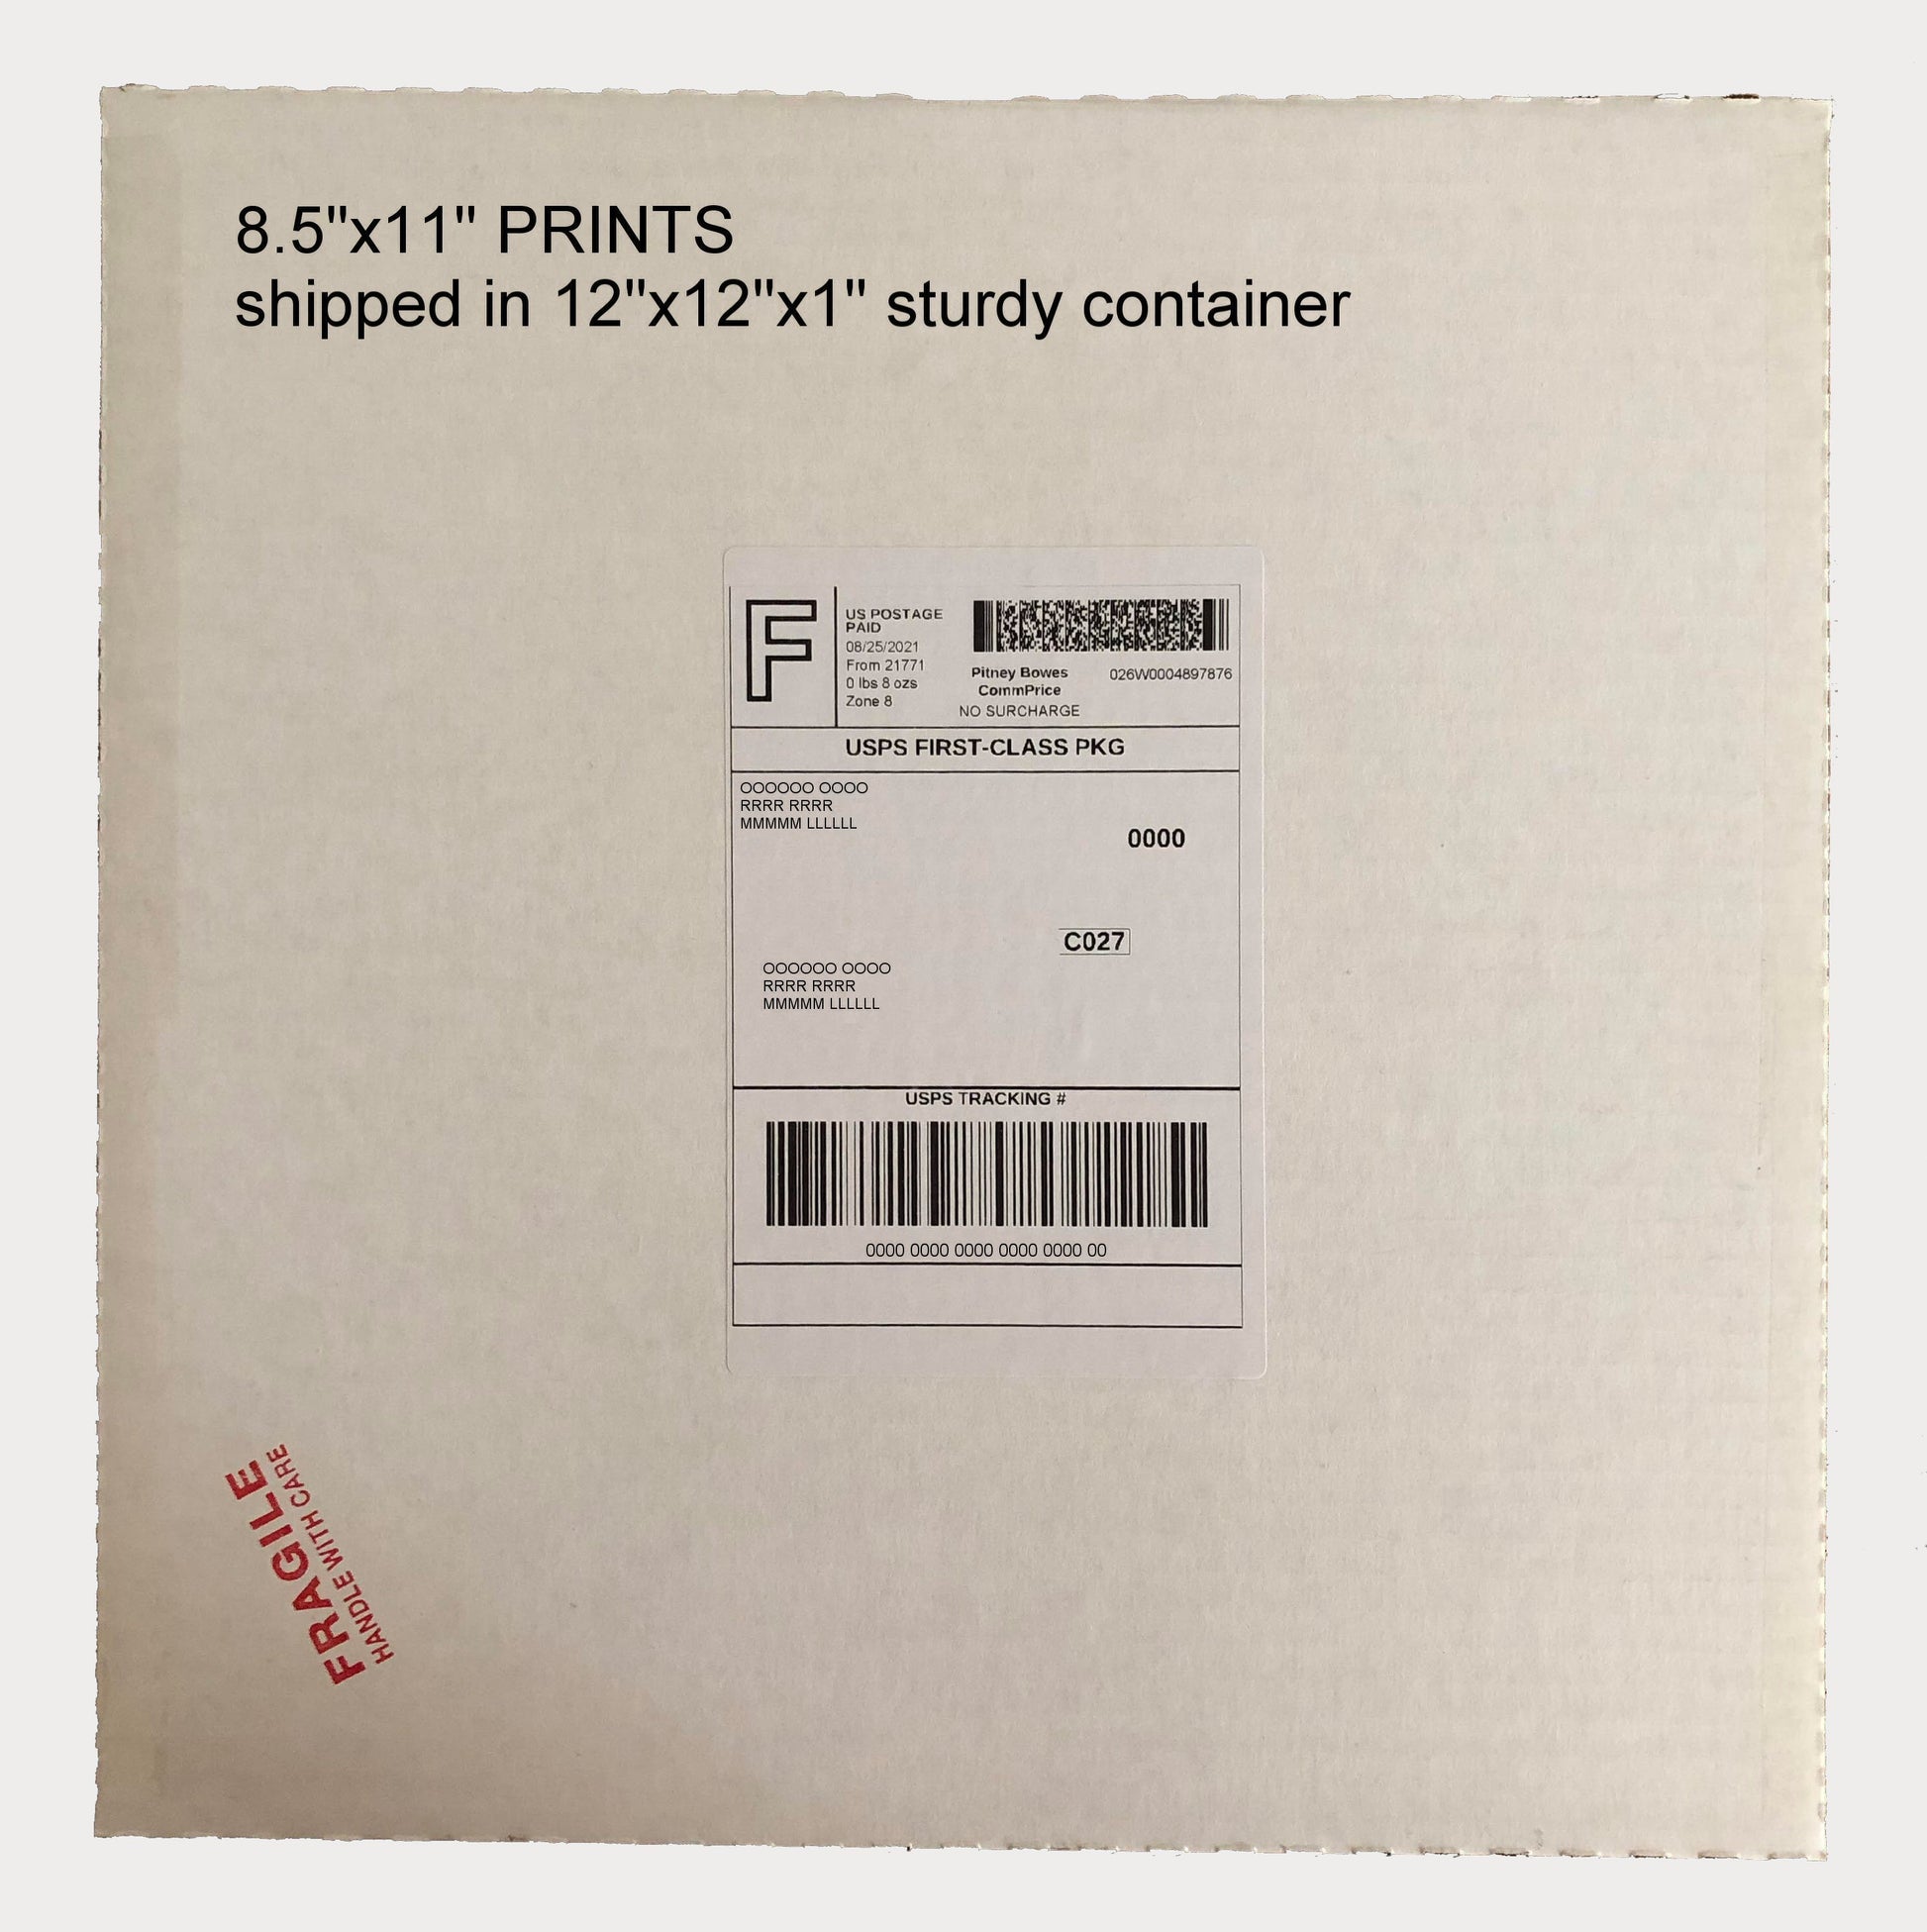 8.5"x11" PRINTS
shipped in 12"x12"x1" sturdy container
F
US POSTAGE
PAID
08/25/2021
From 21771
0 lbs 8 ozs
Zone 8
Pitney Bowes
CommPrice
NO SURCHARGE
026W0004897876
USPS FIRST-CLASS PKG
OOOOOO OOOO
RRRR RRRR
MMMMM LLLLLL
0000
C027
OOOOOO OOOO
RRRR RRRR
MMMMM LLLLLL
USPS TRACKING #
0000 0000 0000 0000 0000 00
FRAGILE
HANDLE WITH CARE